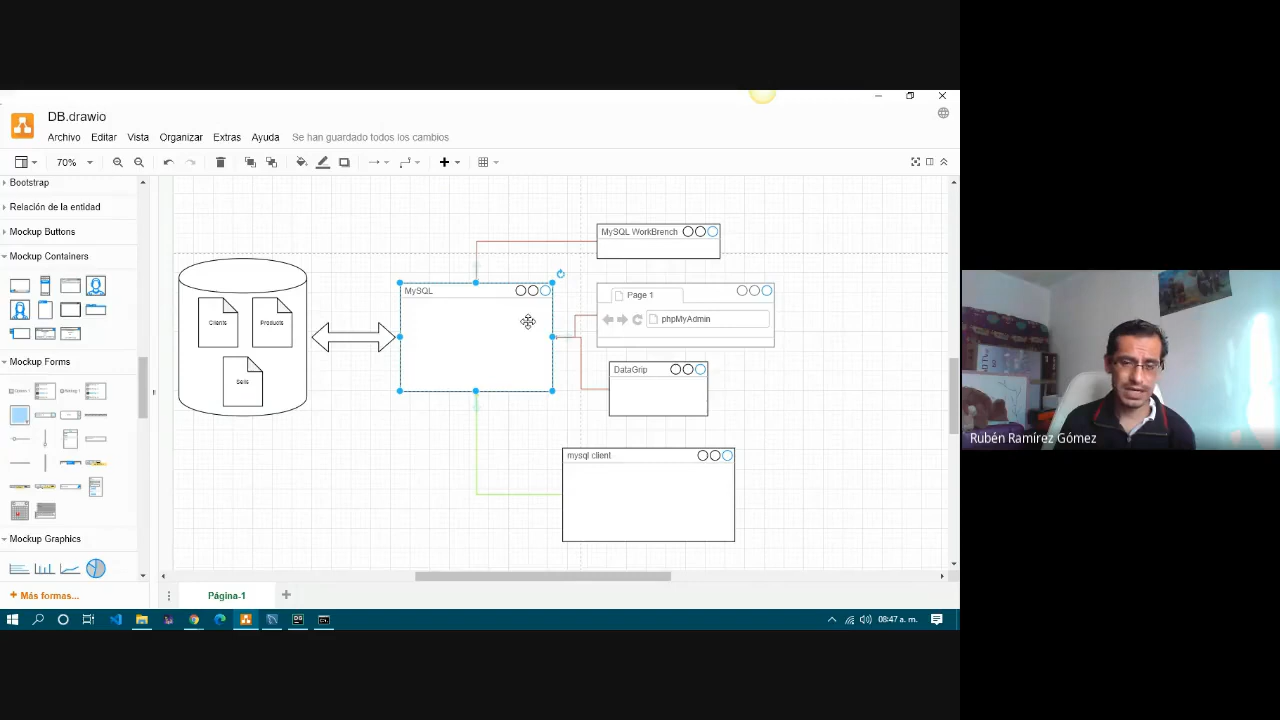 DB.drawio
Archivo Editar Vista Organizar Extras Ayuda Se han guardado todos los cambios
70%
Bootstrap
Relación de la entidad
Mockup Buttons
Mockup Containers
Mockup Forms
Mockup Graphics
+ Más formas...
MySQL WorkBrench
MySQL
Page 1
phpMyAdmin
Clients
Products
DataGrip
mysql client
Rubén Ramírez Gómez
Página-1
08:47 a. m.